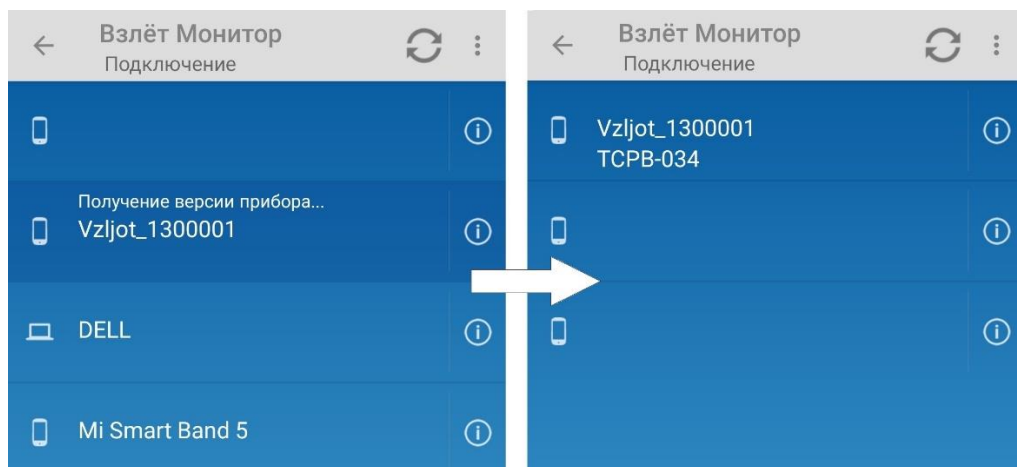 Взлёт Монитор
Подключение
Получение версии прибора...
Vzljot_1300001
DELL
Mi Smart Band 5
Взлёт Монитор
Подключение
Vzljot_1300001
ТСРВ-034